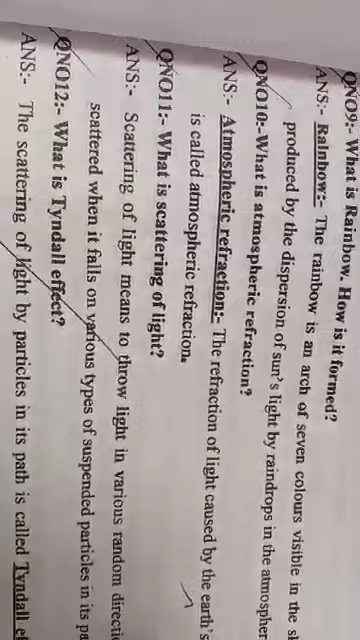 QNO9:- What is Rainbow. How is it formed?
ANS:- Rainbow:- The rainbow is an arch of seven colours visible in the
produced by the dispersion of sun's light by raindrops in the
QNO10:-What is atmospheric refraction?
ANS:- Atmospheric refraction:- The refraction of light caused by the earth's
is called atmospheric refraction.
QNO11:- What is scattering of light?
ANS:- Scattering of light means to throw light in various random
scattered when it falls on various types of suspended particles in its
QNO12:- What is Tyndall effect?
ANS:- The scattering of light by particles in its path is called Tyndall